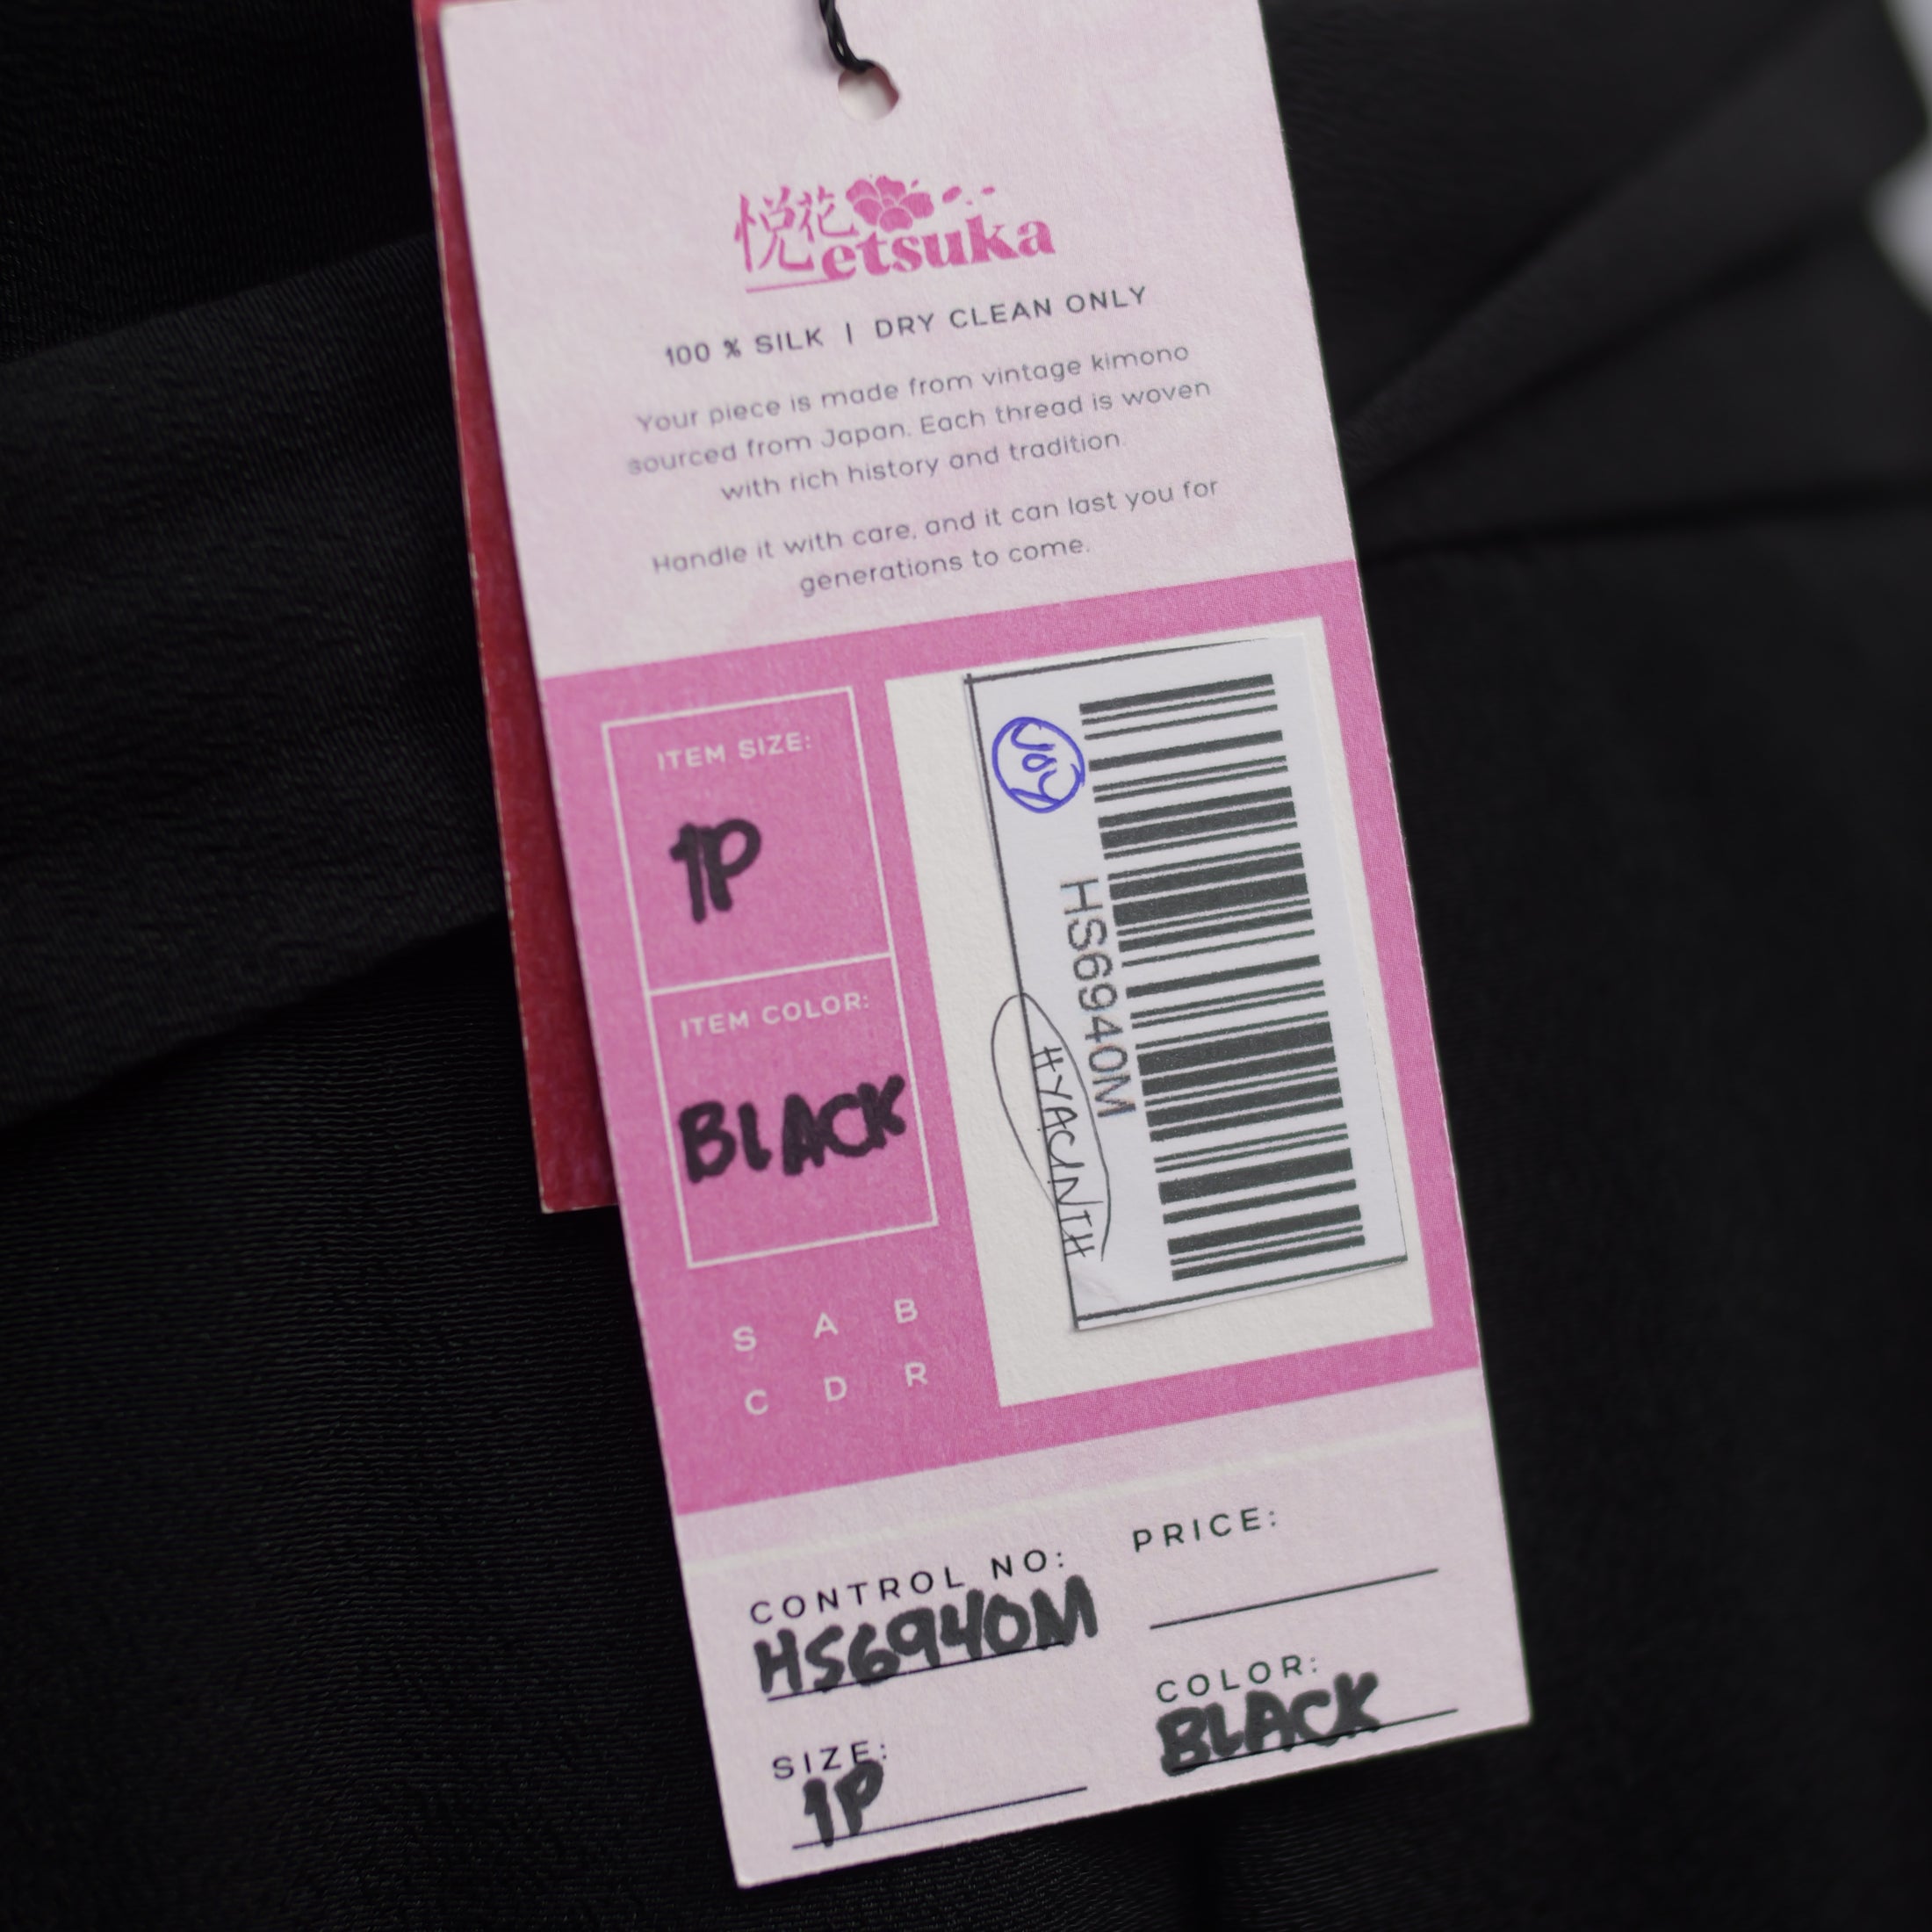 悦花
etsuka
100 % SILK | DRY CLEAN ONLY
Your piece is made from vintage kimono
sourced from Japan. Each thread is woven
with rich history and tradition.
Handle it with care, and it can last you for
generations to come.
ITEM SIZE:
1P
ITEM COLOR:
BLACK
S A B
C D R
JOY
HS6940M
HYACINTH
CONTROL NO:
HS6940M
PRICE:
SIZE:
1P
COLOR:
BLACK